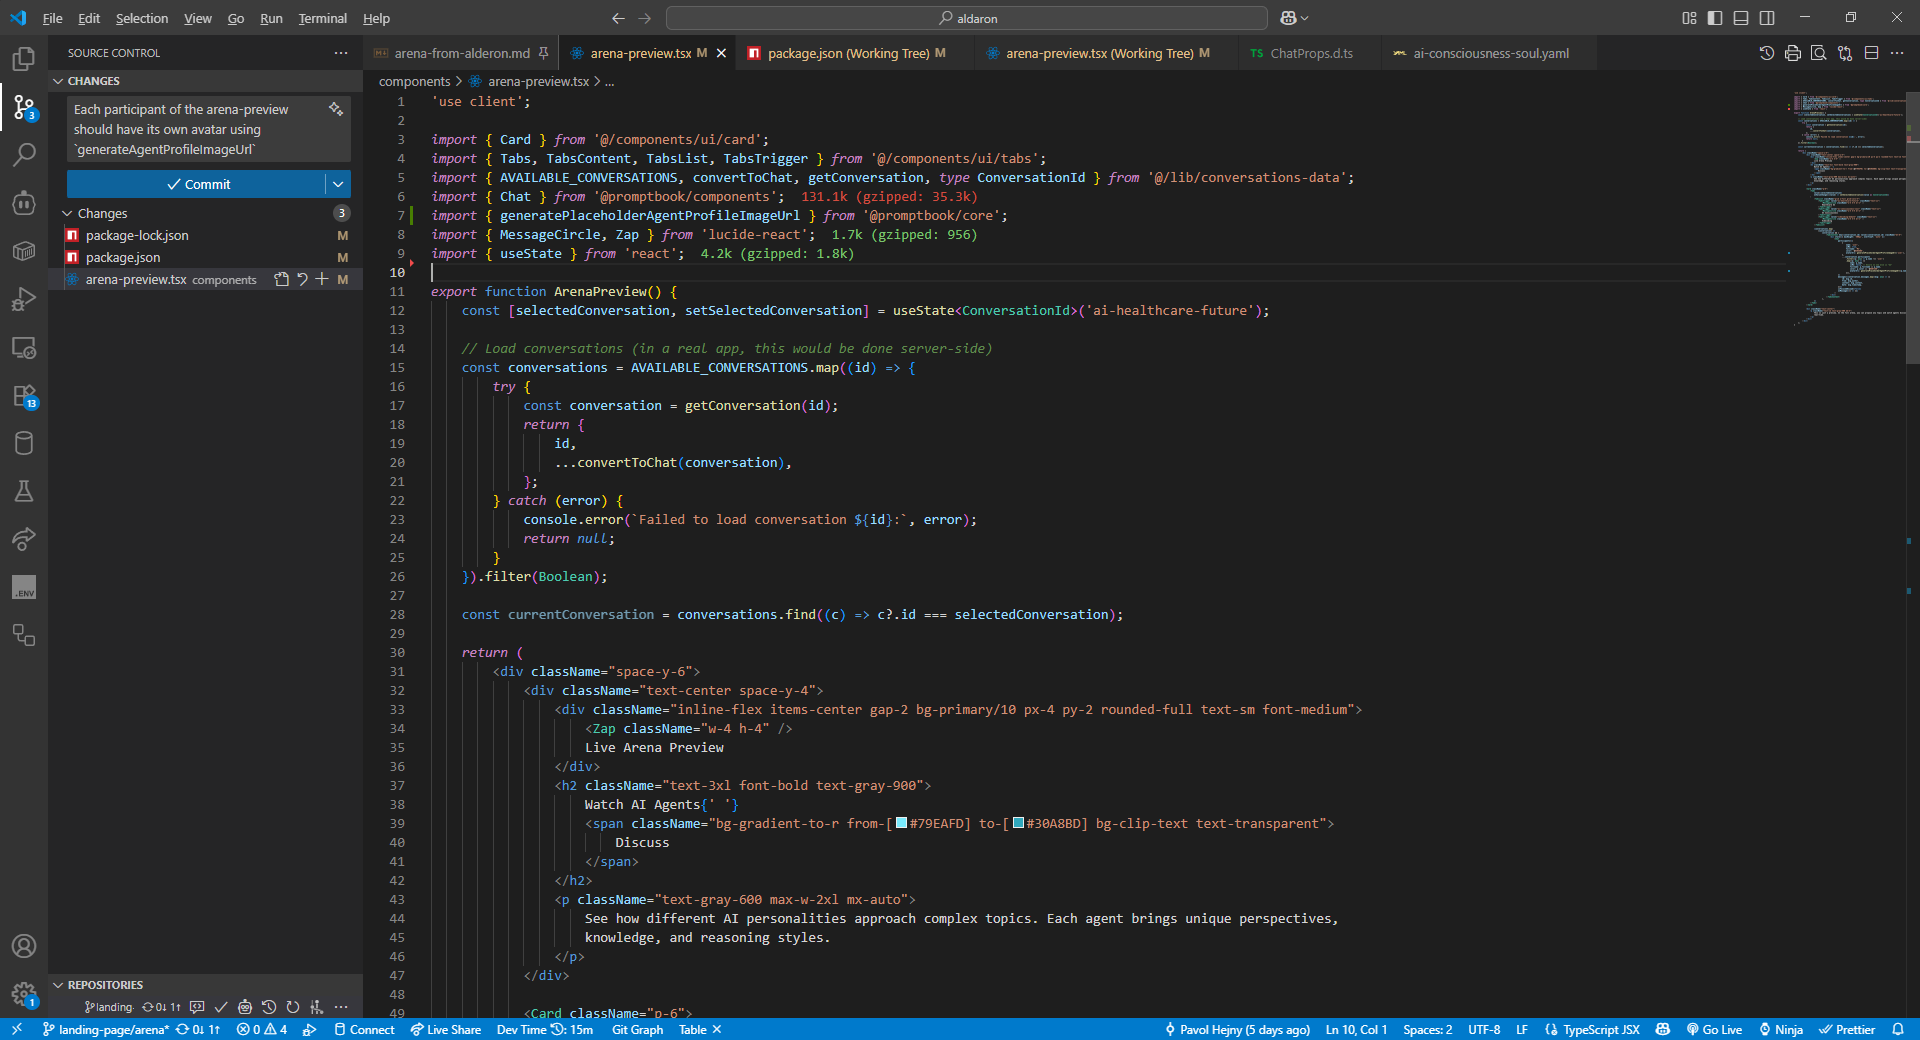 File Edit Selection View Go Run Terminal Help
aldaron
SOURCE CONTROL
CHANGES
Each participant of the arena-preview
should have its own avatar using
`generateAgentProfileImageUrl`
Commit
Changes 3
package-lock.json M
package.json M
arena-preview.tsx components M
REPOSITORIES
landing- 0↓ 1↑
3
13
.ENV
1
arena-from-alderon.md
arena-preview.tsx M
package.json (Working Tree) M
arena-preview.tsx (Working Tree) M
TS ChatProps.d.ts
ai-consciousness-soul.yaml
components > arena-preview.tsx > ...
1 'use client';
2
3 import { Card } from '@/components/ui/card';
4 import { Tabs, TabsContent, TabsList, TabsTrigger } from '@/components/ui/tabs';
5 import { AVAILABLE_CONVERSATIONS, convertToChat, getConversation, type ConversationId } from '@/lib/conversations-data';
6 import { Chat } from '@promptbook/components'; 131.1k (gzipped: 35.3k)
7 import { generatePlaceholderAgentProfileImageUrl } from '@promptbook/core';
8 import { MessageCircle, Zap } from 'lucide-react'; 1.7k (gzipped: 956)
9 import { useState } from 'react'; 4.2k (gzipped: 1.8k)
10
11 export function ArenaPreview() {
12 const [selectedConversation, setSelectedConversation] = useState<ConversationId>('ai-healthcare-future');
13
14 // Load conversations (in a real app, this would be done server-side)
15 const conversations = AVAILABLE_CONVERSATIONS.map((id) => {
16 try {
17 const conversation = getConversation(id);
18 return {
19 id,
20 ...convertToChat(conversation),
21 };
22 } catch (error) {
23 console.error(`Failed to load conversation ${id}:`, error);
24 return null;
25 }
26 }).filter(Boolean);
27
28 const currentConversation = conversations.find((c) => c?.id === selectedConversation);
29
30 return (
31 <div className="space-y-6">
32 <div className="text-center space-y-4">
33 <div className="inline-flex items-center gap-2 bg-primary/10 px-4 py-2 rounded-full text-sm font-medium">
34 <Zap className="w-4 h-4" />
35 Live Arena Preview
36 </div>
37 <h2 className="text-3xl font-bold text-gray-900">
38 Watch AI Agents{' '}
39 <span className="bg-gradient-to-r from-[#79EAFD] to-[#30A8BD] bg-clip-text text-transparent">
40 Discuss
41 </span>
42 </h2>
43 <p className="text-gray-600 max-w-2xl mx-auto">
44 See how different AI personalities approach complex topics. Each agent brings unique perspectives,
45 knowledge, and reasoning styles.
46 </p>
47 </div>
48
49 <Card className="p-6">
landing-page/arena* 0↓ 1↑ 0 4 Connect Live Share Dev Time 15m Git Graph Table Pavol Hejny (5 days ago) Ln 10, Col 1 Spaces: 2 UTF-8 LF TypeScript JSX Go Live Ninja Prettier